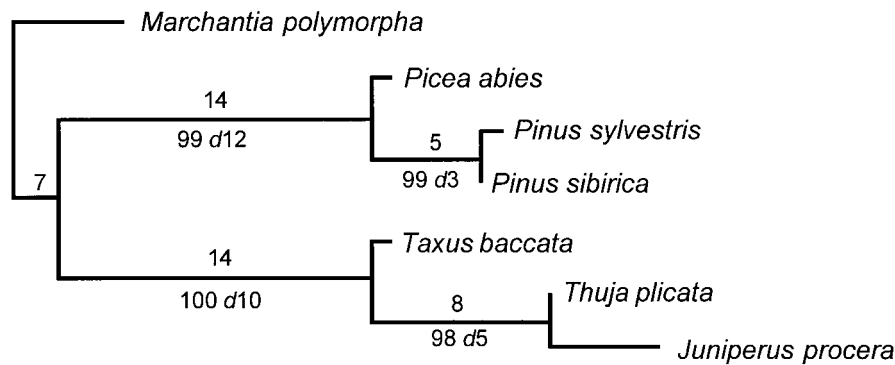 Marchantia polymorpha
Picea abies
14
Pinus sylvestris
5
99 d12
99 d3
7
Pinus sibirica
Taxus baccata
14
Thuja plicata
8
100 d10
98 d5
Juniperus procera